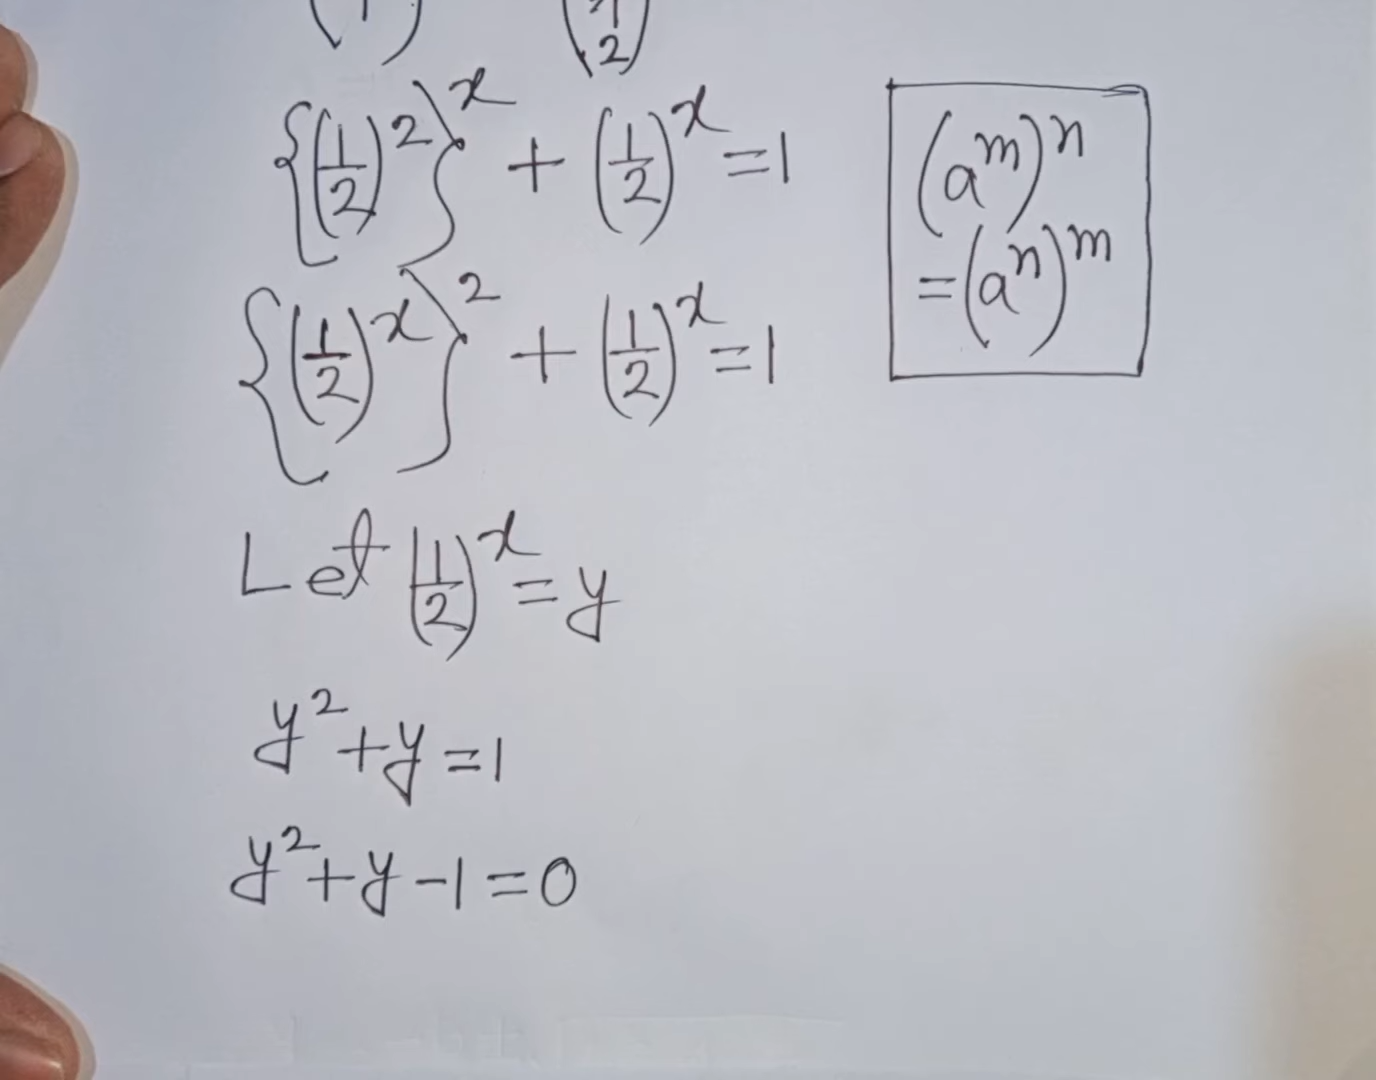 {(1/2)^2}^x + (1/2)^x = 1
{(1/2)^x}^2 + (1/2)^x = 1
Let (1/2)^x = y
y^2 + y = 1
y^2 + y - 1 = 0
(a^m)^n
= (a^n)^m